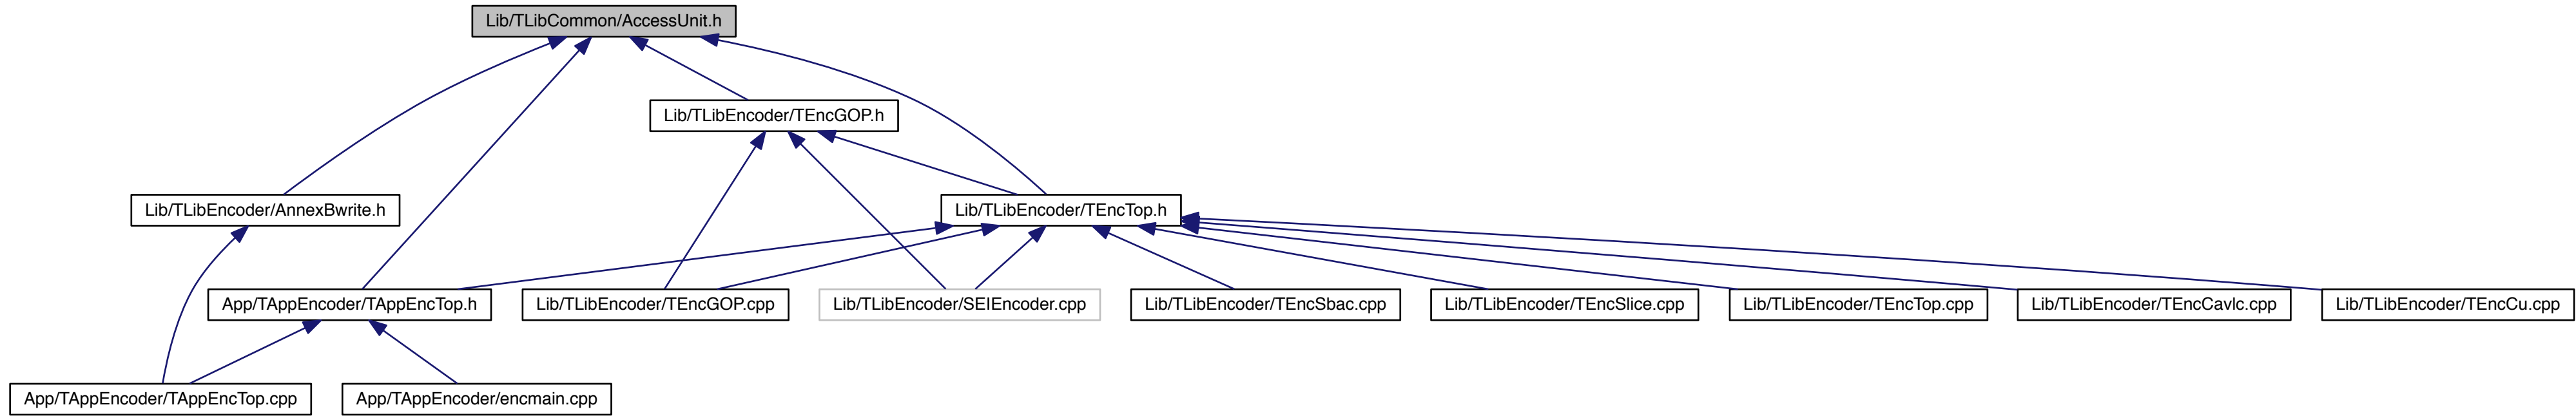 Lib/TLibCommon/AccessUnit.h
Lib/TLibEncoder/TEncGOP.h
Lib/TLibEncoder/AnnexBwrite.h
Lib/TLibEncoder/TEncTop.h
App/TAppEncoder/TAppEncTop.h
Lib/TLibEncoder/TEncGOP.cpp
Lib/TLibEncoder/SEIEncoder.cpp
Lib/TLibEncoder/TEncSbac.cpp
Lib/TLibEncoder/TEncSlice.cpp
Lib/TLibEncoder/TEncTop.cpp
Lib/TLibEncoder/TEncCavlc.cpp
Lib/TLibEncoder/TEncCu.cpp
App/TAppEncoder/TAppEncTop.cpp
App/TAppEncoder/encmain.cpp